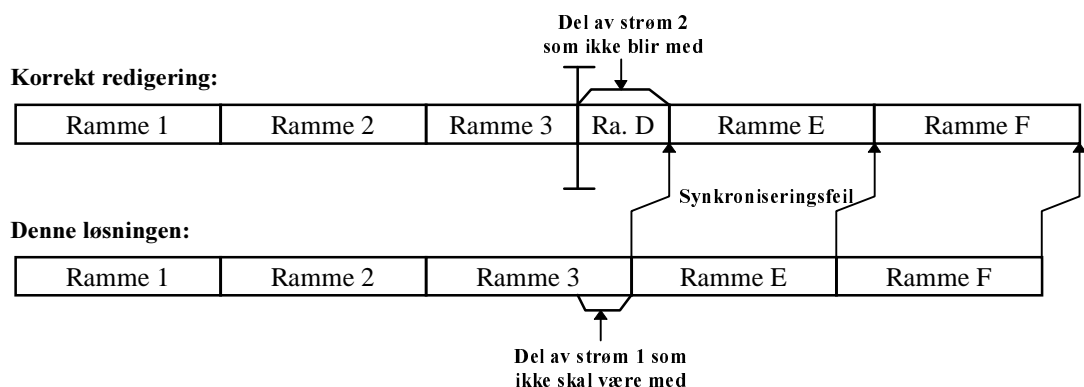 Del av strøm 2
som ikke blir med
Korrekt redigering:
Ramme 1 Ramme 2 Ramme 3 Ra. D Ramme E Ramme F
Synkroniseringsfeil
Denne løsningen:
Ramme 1 Ramme 2 Ramme 3 Ramme E Ramme F
Del av strøm 1 som
ikke skal være med